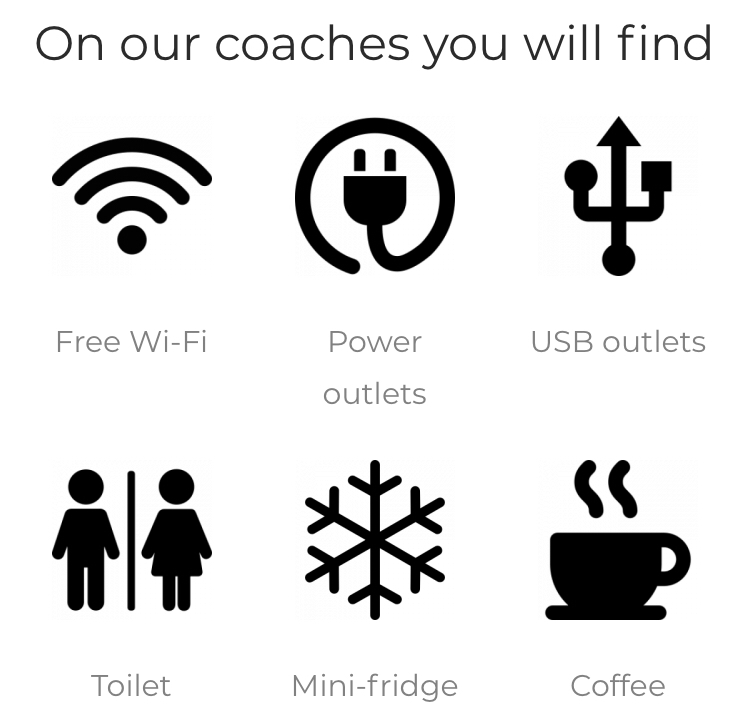 On our coaches you will find
Free Wi-Fi
Power
outlets
USB outlets
Toilet
Mini-fridge
Coffee